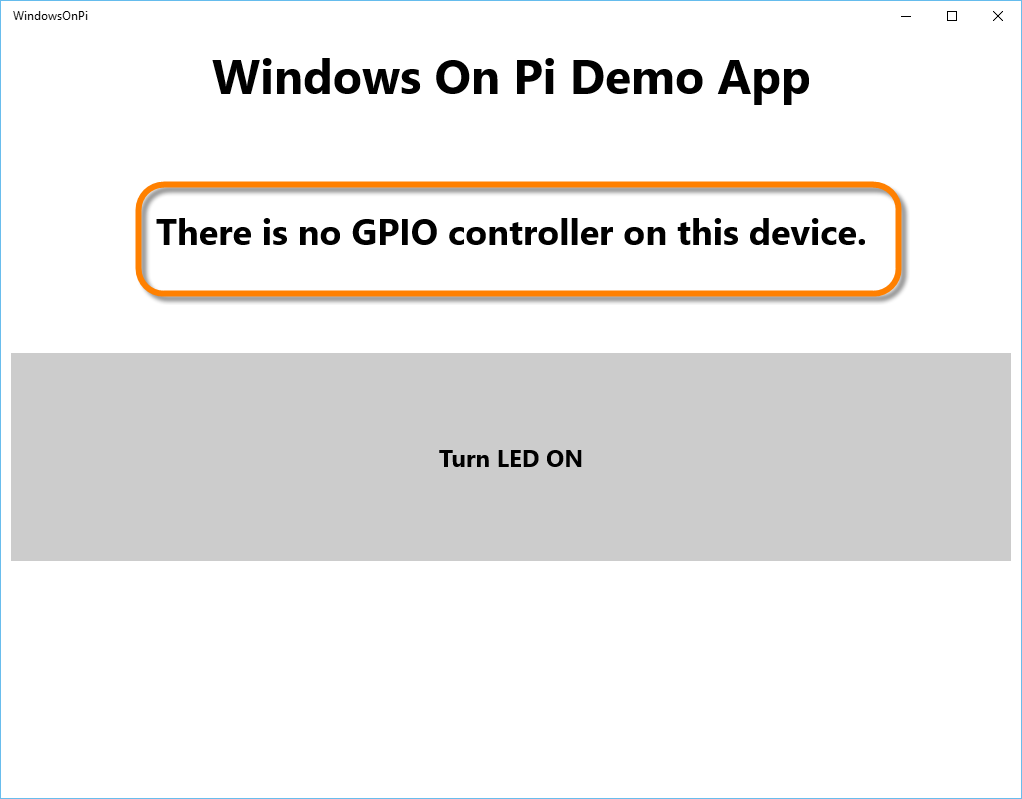 WindowsOnPi
Windows On Pi Demo App
There is no GPIO controller on this device.
Turn LED ON